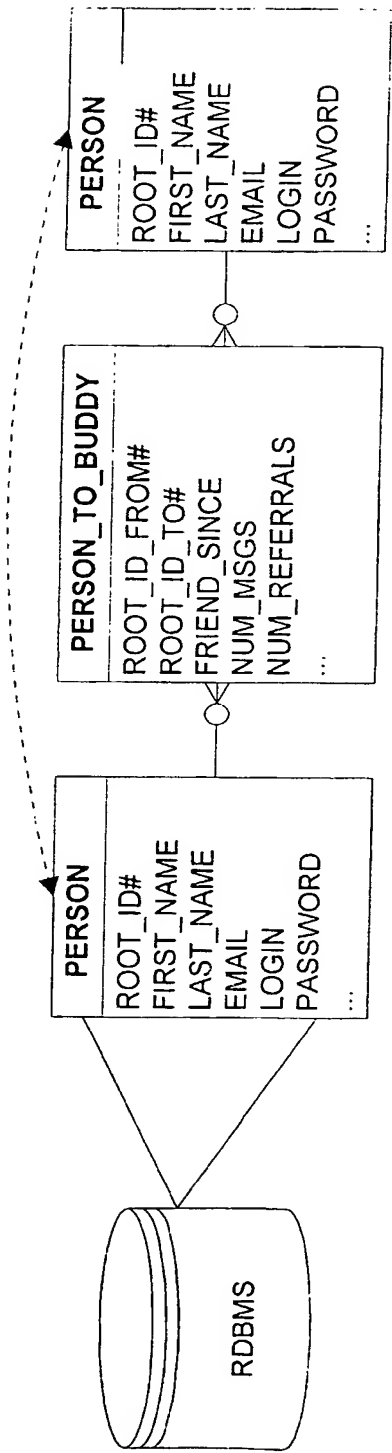 RDBMS
PERSON
ROOT_ID#
FIRST_NAME
LAST_NAME
EMAIL
LOGIN
PASSWORD
...
PERSON_TO_BUDDY
ROOT_ID_FROM#
ROOT_ID_TO#
FRIEND_SINCE
NUM_MSGS
NUM_REFERRALS
...
PERSON
ROOT_ID#
FIRST_NAME
LAST_NAME
EMAIL
LOGIN
PASSWORD
...